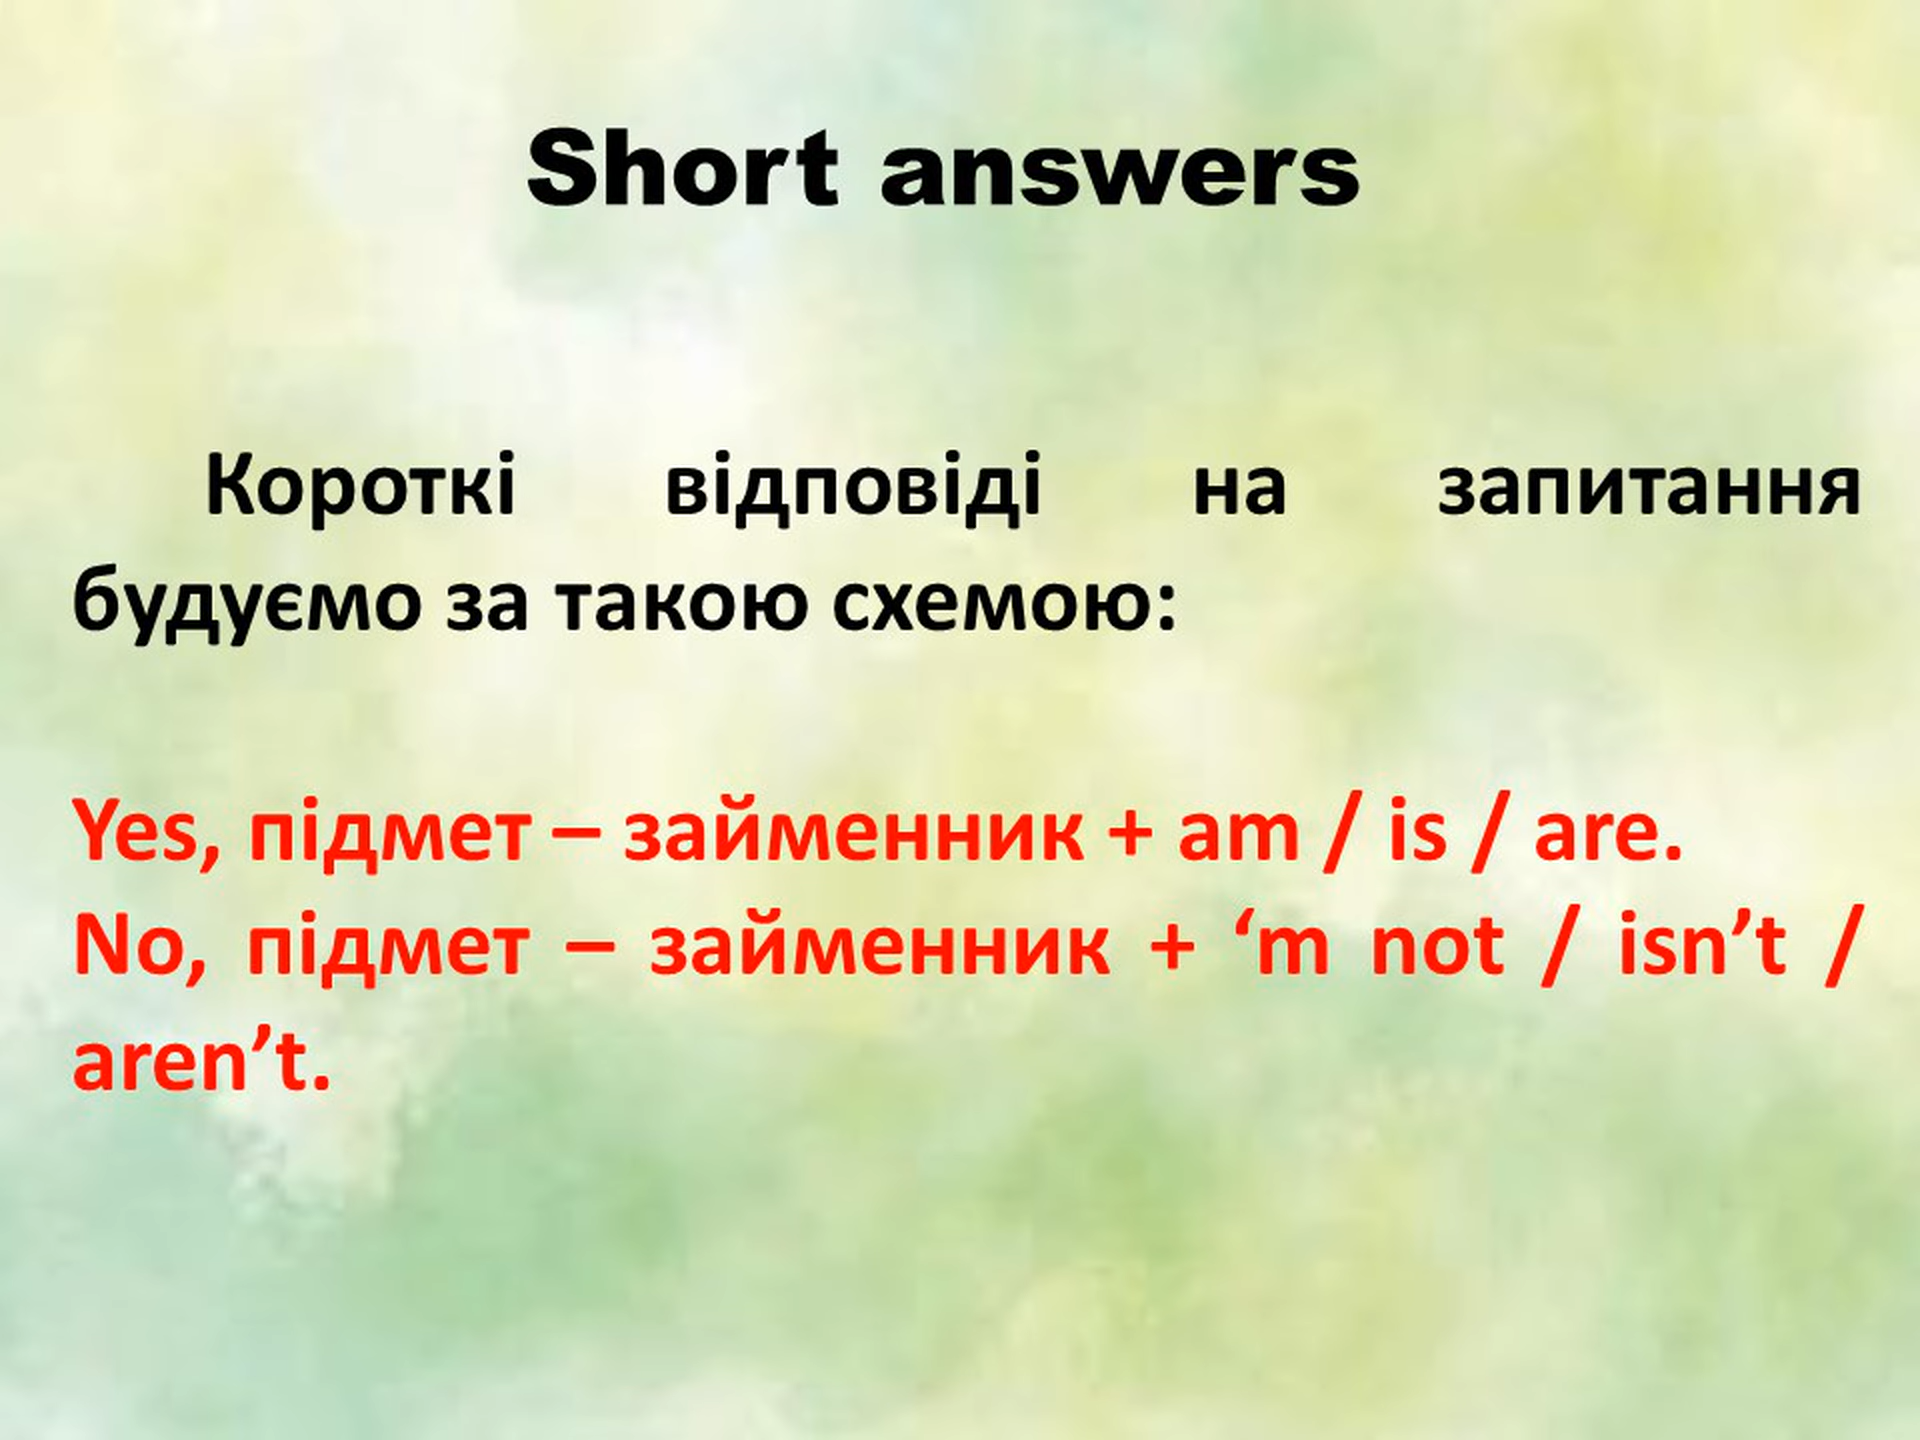 Short answers
Короткі відповіді на запитання
будуємо за такою схемою:
Yes, підмет – займенник + am / is / are.
No, підмет – займенник + ‘m not / isn’t /
aren’t.